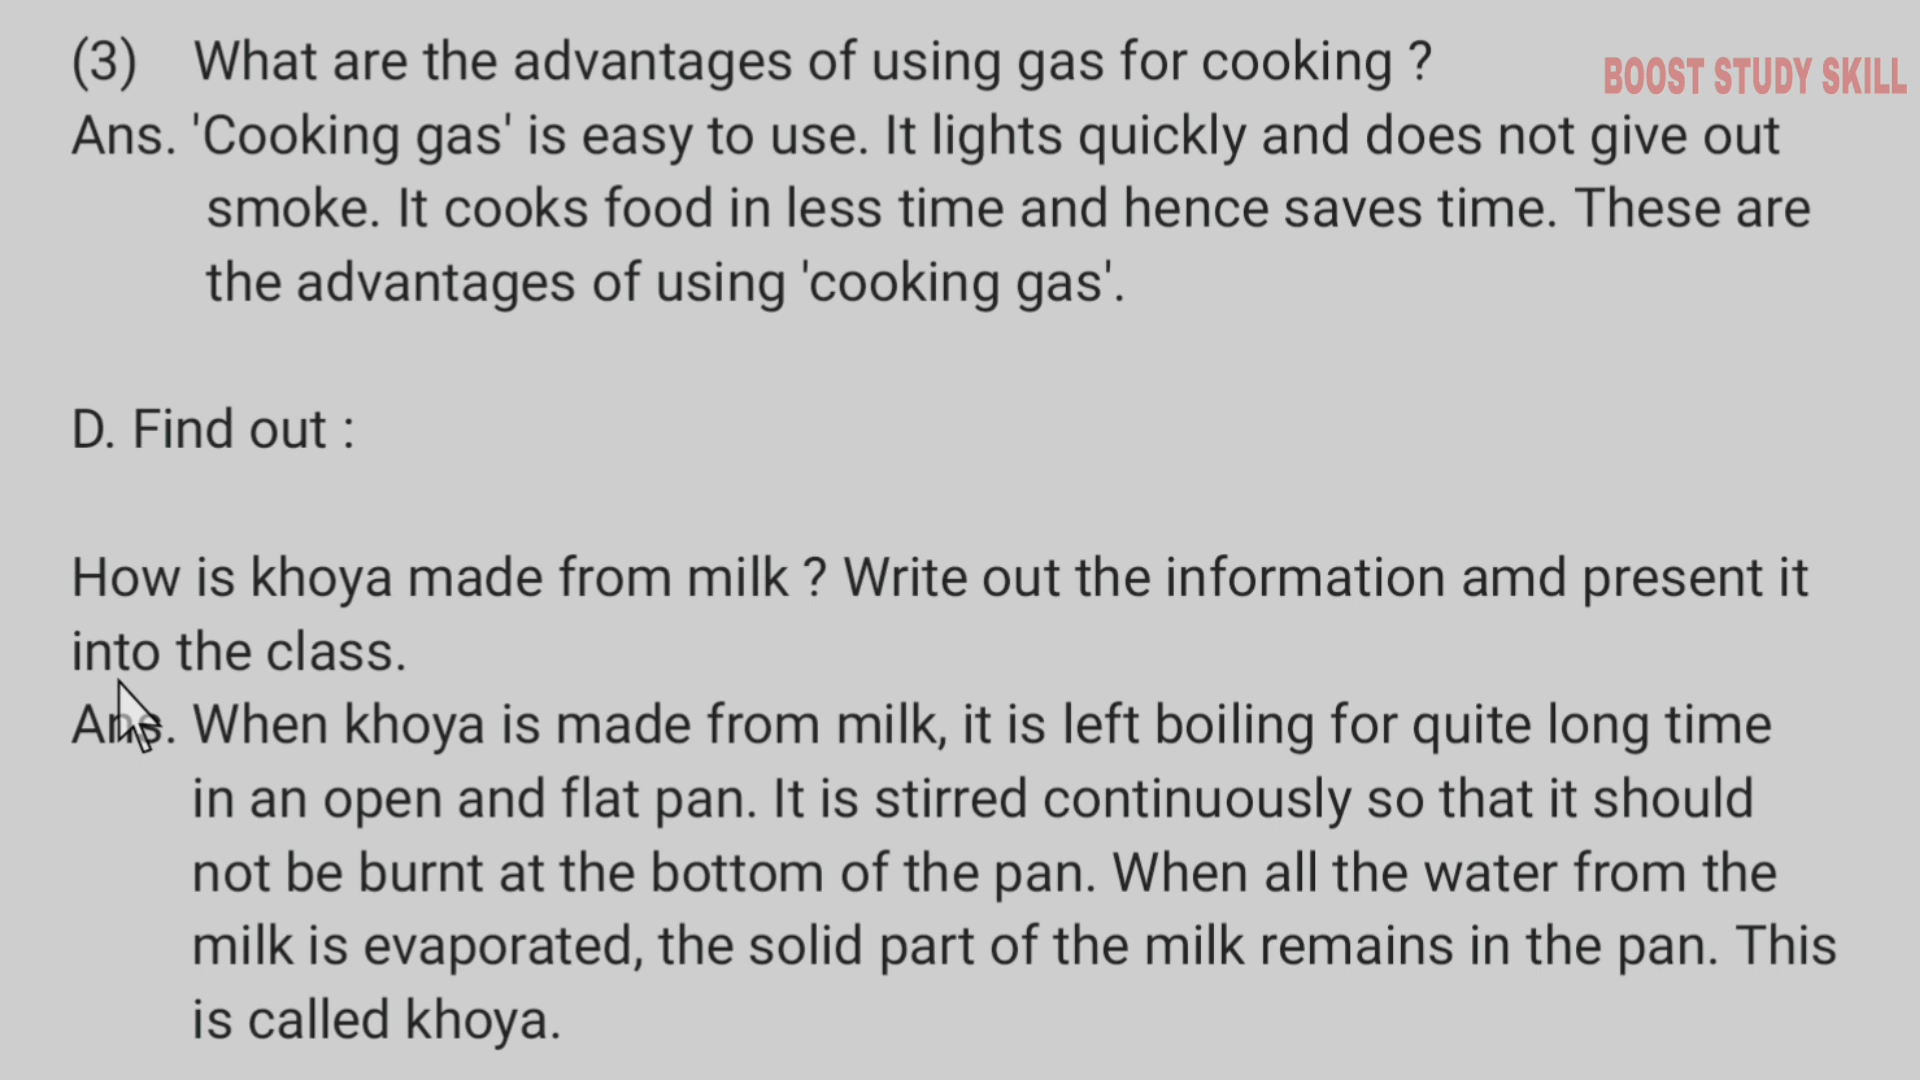 (3) What are the advantages of using gas for cooking ?
BOOST STUDY SKILL
Ans. 'Cooking gas' is easy to use. It lights quickly and does not give out
smoke. It cooks food in less time and hence saves time. These are
the advantages of using 'cooking gas'.
D. Find out :
How is khoya made from milk ? Write out the information amd present it
into the class.
Ans. When khoya is made from milk, it is left boiling for quite long time
in an open and flat pan. It is stirred continuously so that it should
not be burnt at the bottom of the pan. When all the water from the
milk is evaporated, the solid part of the milk remains in the pan. This
is called khoya.